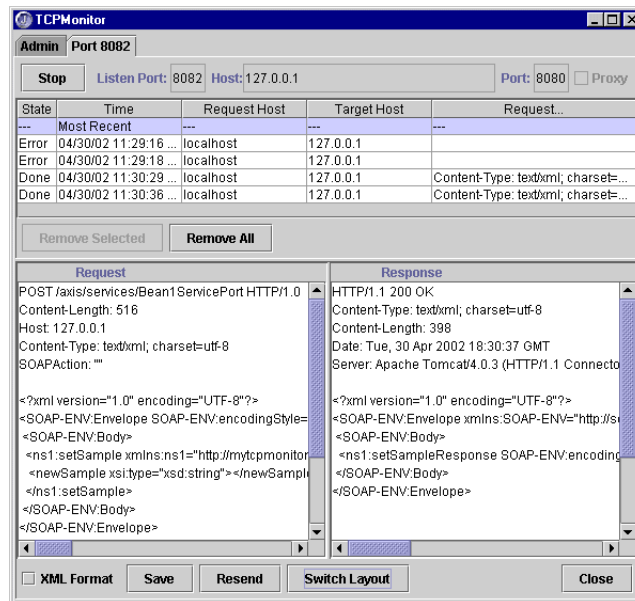 TCPMonitor
Admin Port 8082
Stop Listen Port: 8082 Host: 127.0.0.1 Port: 8080 Proxy
State Time Request Host Target Host Request...
--- Most Recent --- --- ---
Error 04/30/02 11:29:16 ... localhost 127.0.0.1
Error 04/30/02 11:29:18 ... localhost 127.0.0.1
Done 04/30/02 11:30:29 ... localhost 127.0.0.1 Content-Type: text/xml; charset=...
Done 04/30/02 11:30:36 ... localhost 127.0.0.1 Content-Type: text/xml; charset=...
Remove Selected Remove All
Request
POST /axis/services/Bean1ServicePort HTTP/1.0
Content-Length: 516
Host: 127.0.0.1
Content-Type: text/xml; charset=utf-8
SOAPAction: ""
<?xml version="1.0" encoding="UTF-8"?>
<SOAP-ENV:Envelope SOAP-ENV:encodingStyle=
<SOAP-ENV:Body>
<ns1:setSample xmlns:ns1="http://mytcpmonitor
<newSample xsi:type="xsd:string"></newSampl
</ns1:setSample>
</SOAP-ENV:Body>
</SOAP-ENV:Envelope>
Response
HTTP/1.1 200 OK
Content-Type: text/xml; charset=utf-8
Content-Length: 398
Date: Tue, 30 Apr 2002 18:30:37 GMT
Server: Apache Tomcat/4.0.3 (HTTP/1.1 Connecto
<?xml version="1.0" encoding="UTF-8"?>
<SOAP-ENV:Envelope xmlns:SOAP-ENV="http://s
<SOAP-ENV:Body>
<ns1:setSampleResponse SOAP-ENV:encoding
</SOAP-ENV:Body>
</SOAP-ENV:Envelope>
XML Format Save Resend Switch Layout Close